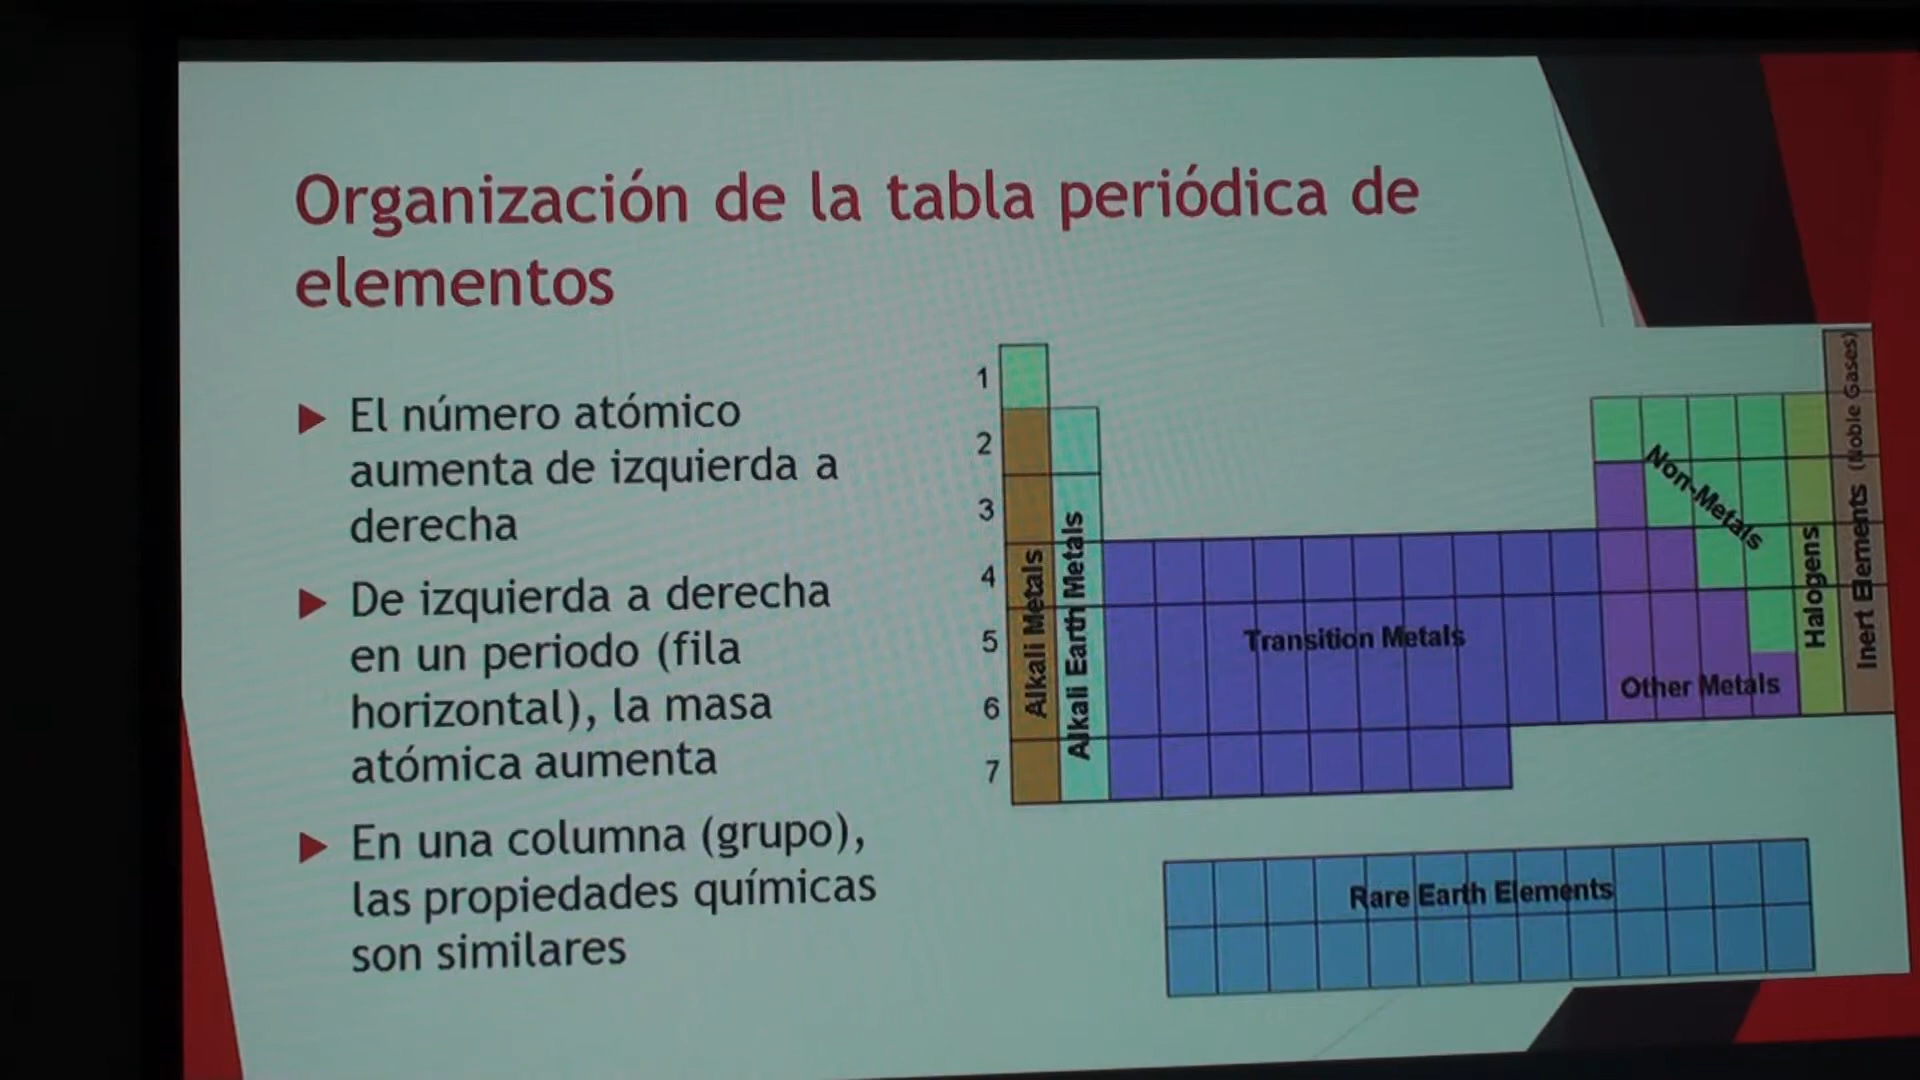 Organización de la tabla periódica de
elementos
El número atómico
aumenta de izquierda a
derecha
De izquierda a derecha
en un periodo (fila
horizontal), la masa
atómica aumenta
En una columna (grupo),
las propiedades químicas
son similares
1
2
3
4
5
6
7
Alkali Metals
Alkali Earth Metals
Transition Metals
Non-Metals
Other Metals
Halogens
Inert Elements (Noble Gases)
Rare Earth Elements